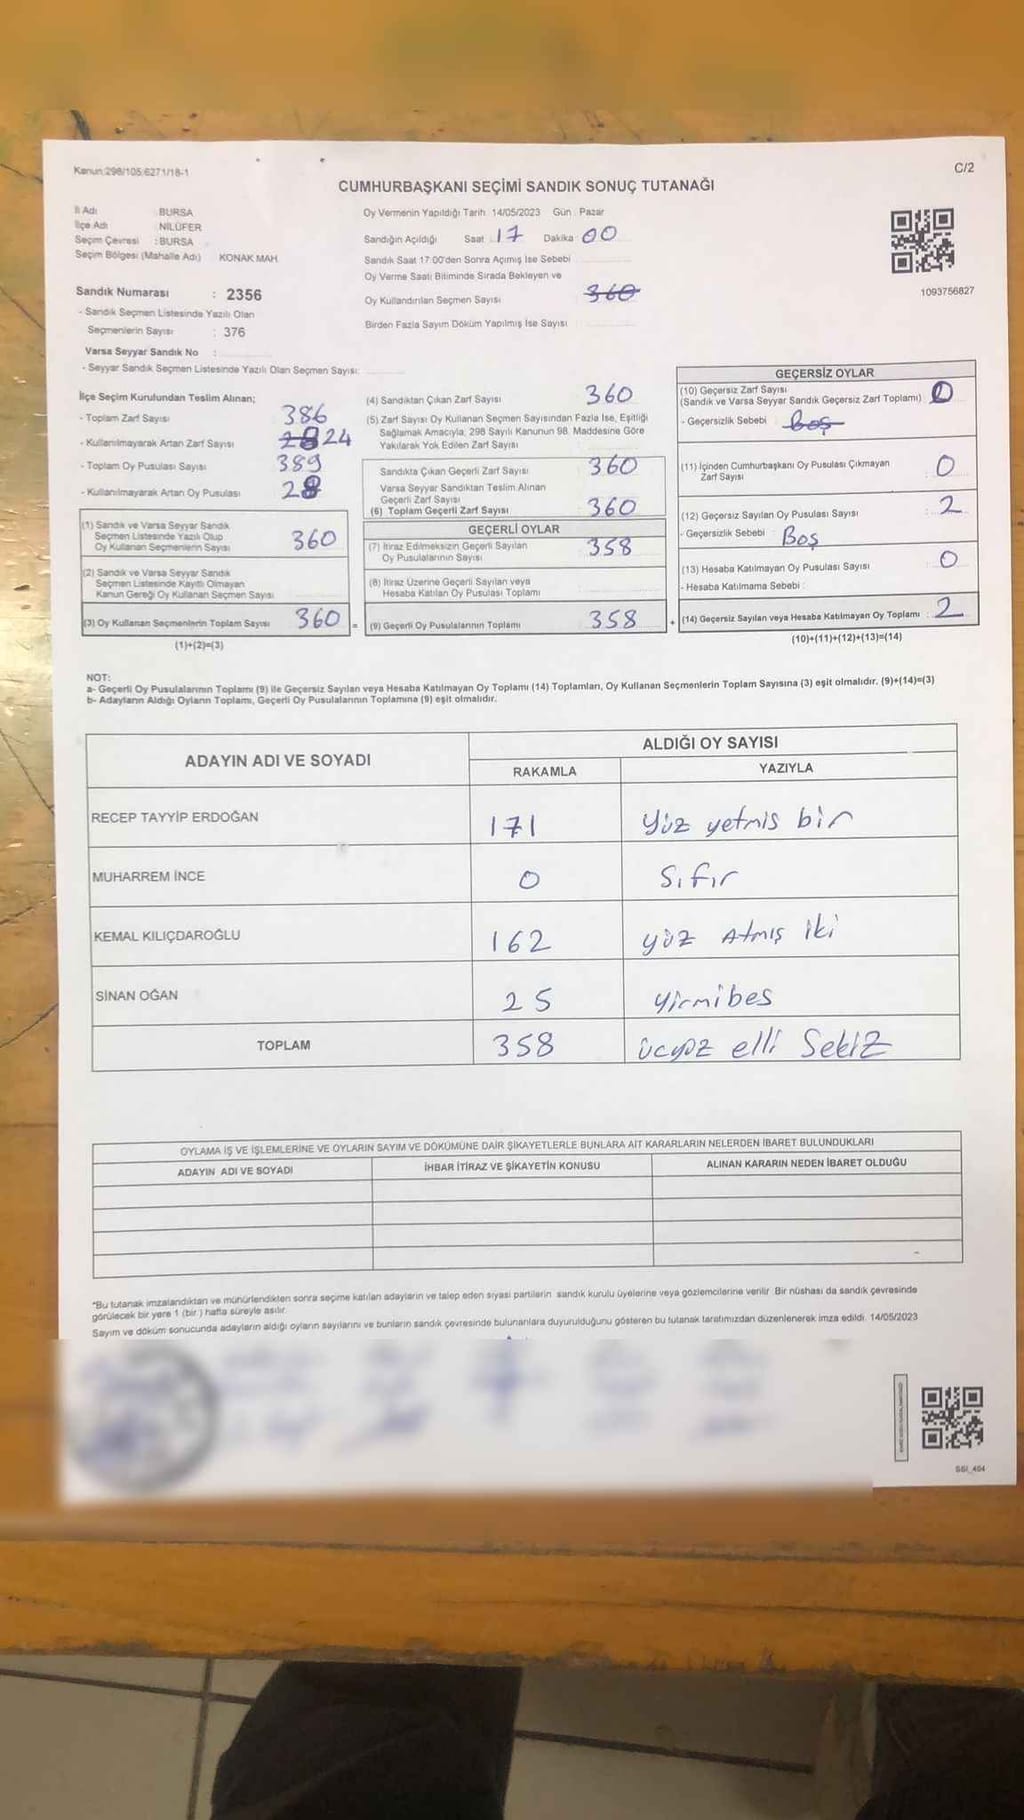 Kanun:298/105;6271/18-1
C/2
CUMHURBAŞKANI SEÇİMİ SANDIK SONUÇ TUTANAĞI
İl Adı : BURSA
İlçe Adı : NİLÜFER
Seçim Çevresi : BURSA
Seçim Bölgesi (Mahalle Adı) KONAK MAH.
Sandık Numarası : 2356
- Sandık Seçmen Listesinde Yazılı Olan
Seçmenlerin Sayısı : 376
Varsa Seyyar Sandık No :
- Seyyar Sandık Seçmen Listesinde Yazılı Olan Seçmen Sayısı:
Oy Vermenin Yapıldığı Tarih : 14/05/2023 Gün : Pazar
Sandığın Açıldığı Saat : 17 Dakika 00
Sandık Saat 17:00'den Sonra Açılmış İse Sebebi
Oy Verme Saati Bitiminde Sırada Bekleyen ve
Oy Kullandırılan Seçmen Sayısı 360
Birden Fazla Sayım Döküm Yapılmış İse Sayısı
1093756827
İlçe Seçim Kurulundan Teslim Alınan;
- Toplam Zarf Sayısı 386
- Kullanılmayarak Artan Zarf Sayısı 24
- Toplam Oy Pusulası Sayısı 389
- Kullanılmayarak Artan Oy Pusulası 28
(1) Sandık ve Varsa Seyyar Sandık
Seçmen Listesinde Yazılı Olup
Oy Kullanan Seçmenlerin Sayısı 360
(2) Sandık ve Varsa Seyyar Sandık
Seçmen Listesinde Kayıtlı Olmayan
Kanun Gereği Oy Kullanan Seçmen Sayısı
(3) Oy Kullanan Seçmenlerin Toplam Sayısı 360 =
(1)+(2)=(3)
(4) Sandıktan Çıkan Zarf Sayısı 360
(5) Zarf Sayısı Oy Kullanan Seçmen Sayısından Fazla İse, Eşitliği
Sağlamak Amacıyla, 298 Sayılı Kanunun 98. Maddesine Göre
Yakılarak Yok Edilen Zarf Sayısı
Sandıkta Çıkan Geçerli Zarf Sayısı 360
Varsa Seyyar Sandıktan Teslim Alınan
Geçerli Zarf Sayısı
(6) Toplam Geçerli Zarf Sayısı 360
GEÇERLİ OYLAR
(7) İtiraz Edilmeksizin Geçerli Sayılan
Oy Pusulalarının Sayısı 358
(8) İtiraz Üzerine Geçerli Sayılan veya
Hesaba Katılan Oy Pusulası Toplamı
(9) Geçerli Oy Pusulalarının Toplamı 358 +
GEÇERSİZ OYLAR
(10) Geçersiz Zarf Sayısı
(Sandık ve Varsa Seyyar Sandık Geçersiz Zarf Toplamı) 0
- Geçersizlik Sebebi : Boş
(11) İçinden Cumhurbaşkanı Oy Pusulası Çıkmayan
Zarf Sayısı 0
(12) Geçersiz Sayılan Oy Pusulası Sayısı : 2
- Geçersizlik Sebebi : Boş
(13) Hesaba Katılmayan Oy Pusulası Sayısı : 0
- Hesaba Katılmama Sebebi :
(14) Geçersiz Sayılan veya Hesaba Katılmayan Oy Toplamı : 2
(10)+(11)+(12)+(13)=(14)
NOT:
a- Geçerli Oy Pusulalarının Toplamı (9) ile Geçersiz Sayılan veya Hesaba Katılmayan Oy Toplamı (14) Toplamları, Oy Kullanan Seçmenlerin Toplam Sayısına (3) eşit olmalıdır. (9)+(14)=(3)
b- Adayların Aldığı Oyların Toplamı, Geçerli Oy Pusulalarının Toplamına (9) eşit olmalıdır.
ADAYIN ADI VE SOYADI ALDIĞI OY SAYISI
RAKAMLA YAZIYLA
RECEP TAYYİP ERDOĞAN 171 Yüz yetmis bir
MUHARREM İNCE 0 Sıfır
KEMAL KILIÇDAROĞLU 162 yüz Atmış iki
SİNAN OĞAN 25 yirmibes
TOPLAM 358 ücyüz elli Sekiz
OYLAMA İŞ VE İŞLEMLERİNE VE OYLARIN SAYIM VE DÖKÜMÜNE DAİR ŞİKAYETLERLE BUNLARA AİT KARARLARIN NELERDEN İBARET BULUNDUKLARI
ADAYIN ADI VE SOYADI İHBAR İTİRAZ VE ŞİKAYETİN KONUSU ALINAN KARARIN NEDEN İBARET OLDUĞU
*Bu tutanak imzalandıktan ve mühürlendikten sonra seçime katılan adayların ve talep eden siyasi partilerin sandık kurulu üyelerine veya gözlemcilerine verilir. Bir nüshası da sandık çevresinde
görülecek bir yere 1 (bir ) hafta süreyle asılır.
Sayım ve döküm sonucunda adayların aldığı oyların sayılarını ve bunların sandık çevresinde bulunanlara duyurulduğunu gösteren bu tutanak tarafımızdan düzenlenerek imza edildi. 14/05/2023